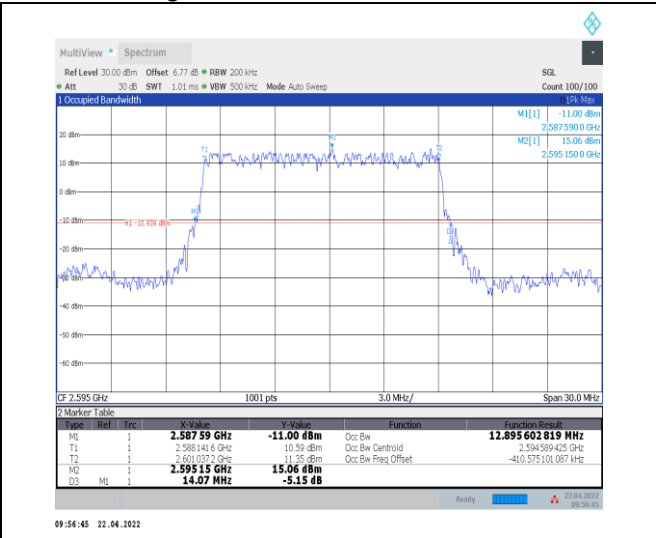 MultiView Spectrum
Ref Level 30.00 dBm Offset 6.77 dB RBW 200 kHz SGL
Att 30 dB SWT 1.01 ms VBW 500 kHz Mode Auto Sweep Count 100/100
1 Occupied Bandwidth 1Pk Max
M1[1] -11.00 dBm
2.587590 0 GHz
M2[1] 15.06 dBm
2.595 150 0 GHz
20 dBm
T1
M2
T2
10 dBm
0 dBm
M1
-10 dBm
H1 -10.939 dBm
D3
-20 dBm
-30 dBm
-40 dBm
-50 dBm
-60 dBm
CF 2.595 GHz 1001 pts 3.0 MHz/ Span 30.0 MHz
2 Marker Table
Type Ref Trc X-Value Y-Value Function Function Result
M1 1 2.587 59 GHz -11.00 dBm Occ Bw 12.895 602 819 MHz
T1 1 2.588 141 6 GHz 10.59 dBm Occ Bw Centroid 2.594 589 425 GHz
T2 1 2.601 037 2 GHz 11.35 dBm Occ Bw Freq Offset -410.575 101 087 kHz
M2 1 2.595 15 GHz 15.06 dBm
D3 M1 1 14.07 MHz -5.15 dB
Ready 22.04.2022
09:56:45
09:56:45 22.04.2022